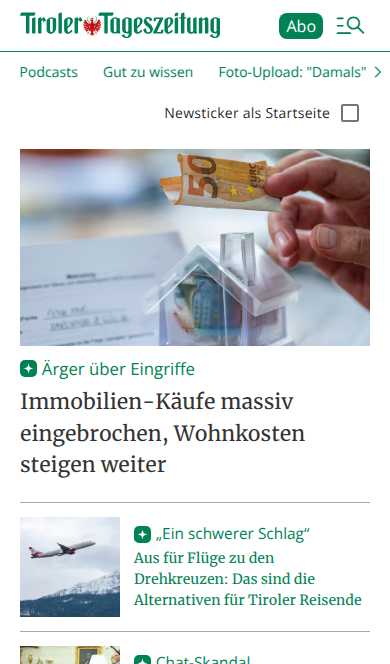 Tiroler Tageszeitung
Abo
Podcasts Gut zu wissen Foto-Upload: "Damals"
Newsticker als Startseite
50
EURO
Ärger über Eingriffe
Immobilien-Käufe massiv
eingebrochen, Wohnkosten
steigen weiter
„Ein schwerer Schlag“
Aus für Flüge zu den
Drehkreuzen: Das sind die
Alternativen für Tiroler Reisende
Chat-Skandal